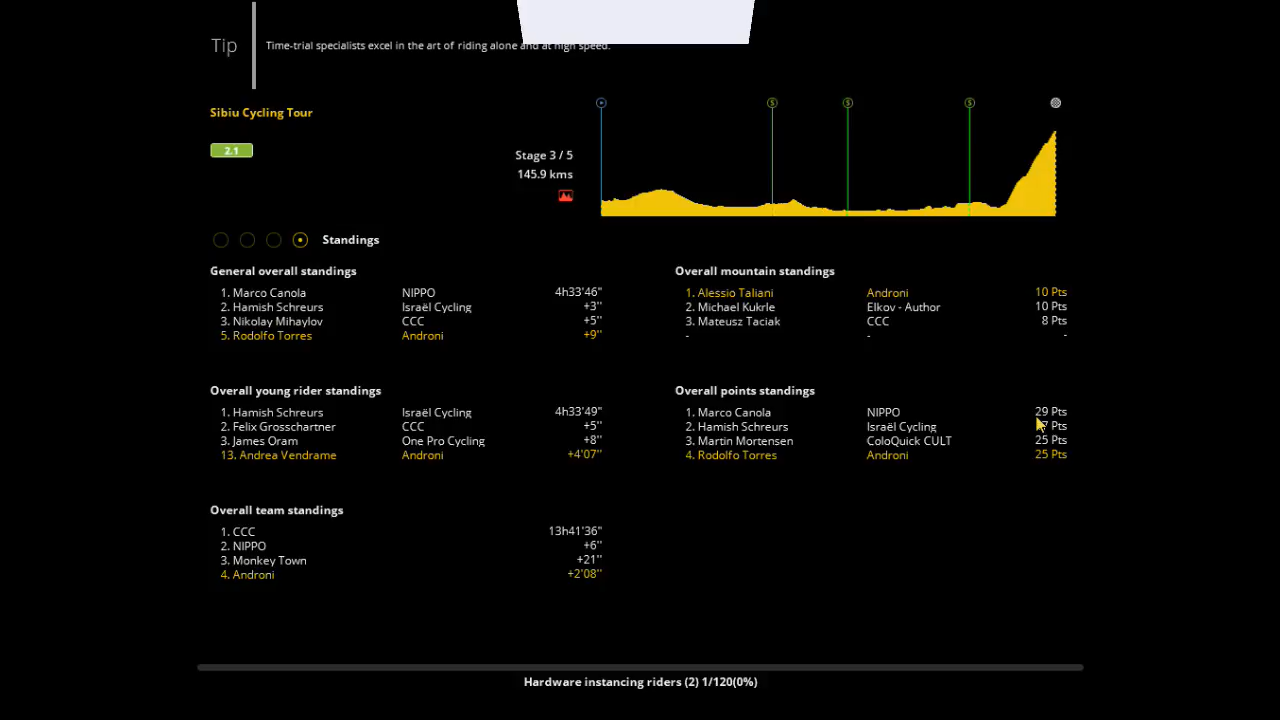 Tip
Time-trial specialists excel in the art of riding alone and at high speed.
Sibiu Cycling Tour
2.1
Stage 3 / 5
145.9 kms
S S S
Standings
General overall standings
1. Marco Canola NIPPO 4h33'46''
2. Hamish Schreurs Israël Cycling +3''
3. Nikolay Mihaylov CCC +5''
5. Rodolfo Torres Androni +9''
Overall mountain standings
1. Alessio Taliani Androni 10 Pts
2. Michael Kukrle Elkov - Author 10 Pts
3. Mateusz Taciak CCC 8 Pts
- - -
Overall young rider standings
1. Hamish Schreurs Israël Cycling 4h33'49''
2. Felix Grosschartner CCC +5''
3. James Oram One Pro Cycling +8''
13. Andrea Vendrame Androni +4'07''
Overall points standings
1. Marco Canola NIPPO 29 Pts
2. Hamish Schreurs Israël Cycling Pts
3. Martin Mortensen ColoQuick CULT 25 Pts
4. Rodolfo Torres Androni 25 Pts
Overall team standings
1. CCC 13h41'36''
2. NIPPO +6''
3. Monkey Town +21''
4. Androni +2'08''
Hardware instancing riders (2) 1/120(0%)